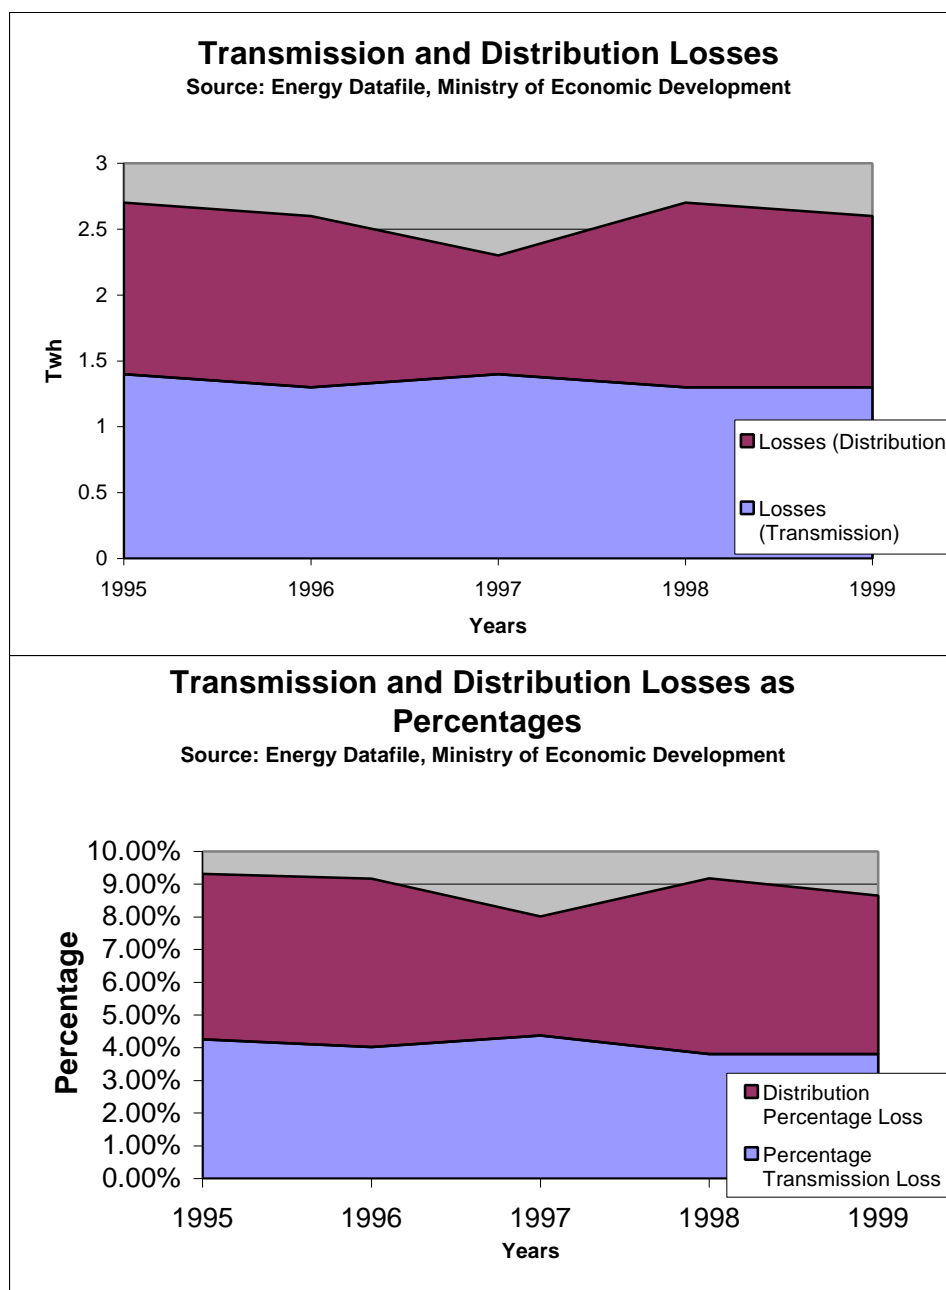 Transmission and Distribution Losses
Source: Energy Datafile, Ministry of Economic Development
3
2.5
2
1.5
1
0.5
0
Twh
1995 1996 1997 1998 1999
Years
Losses (Distribution
Losses
(Transmission)
Transmission and Distribution Losses as
Percentages
Source: Energy Datafile, Ministry of Economic Development
10.00%
9.00%
8.00%
7.00%
6.00%
5.00%
4.00%
3.00%
2.00%
1.00%
0.00%
Percentage
1995 1996 1997 1998 1999
Years
Distribution
Percentage Loss
Percentage
Transmission Loss